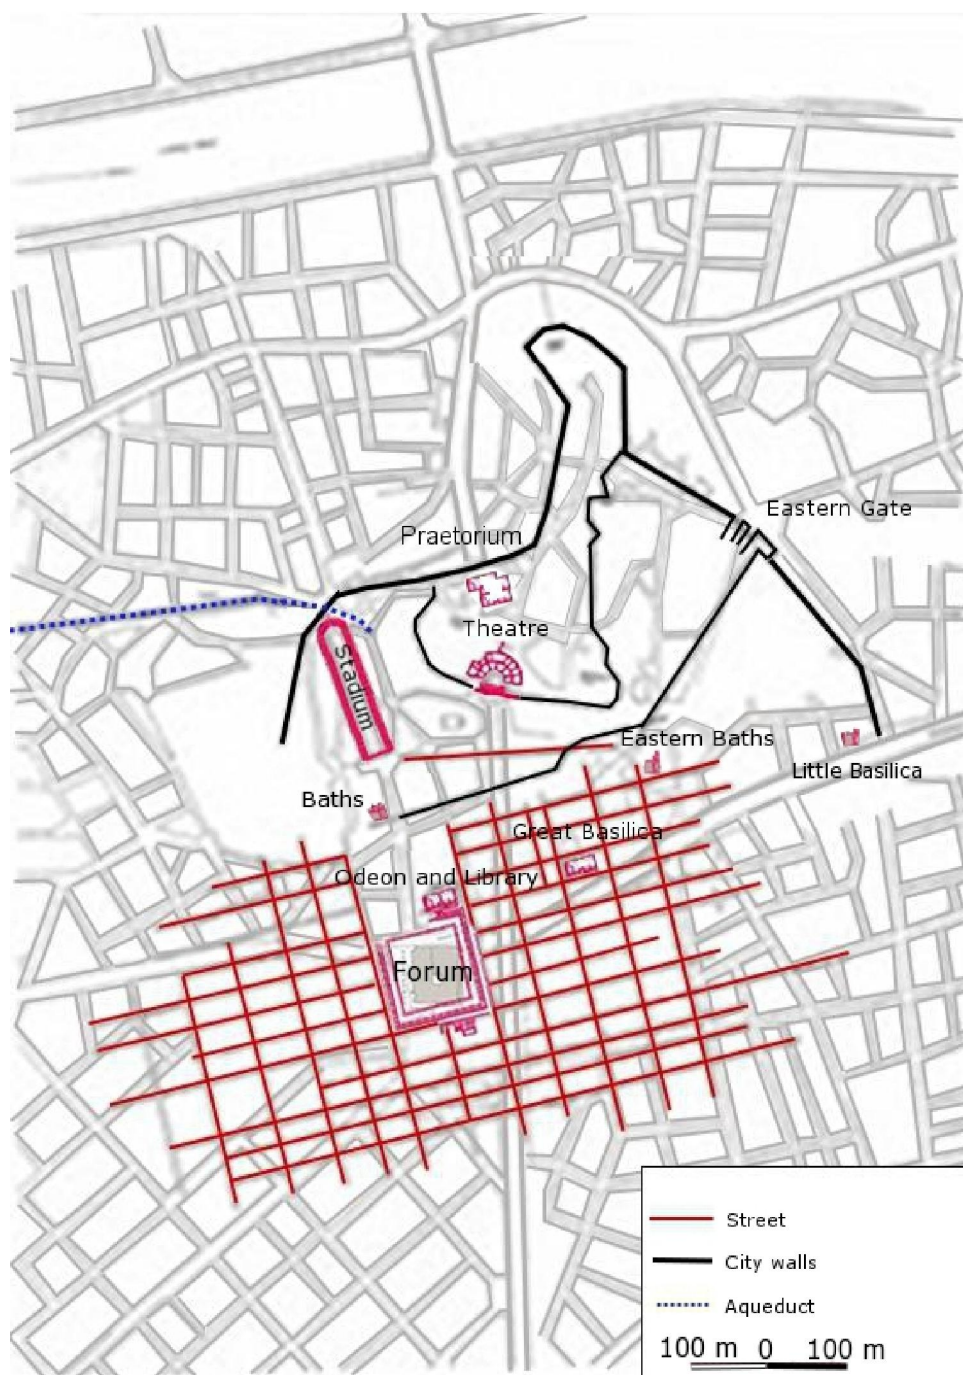 Eastern Gate
Praetorium
Theatre
Stadium
Eastern Baths
Little Basilica
Baths
Great Basilica
Odeon and Library
Forum
Street
City walls
Aqueduct
100 m 0 100 m